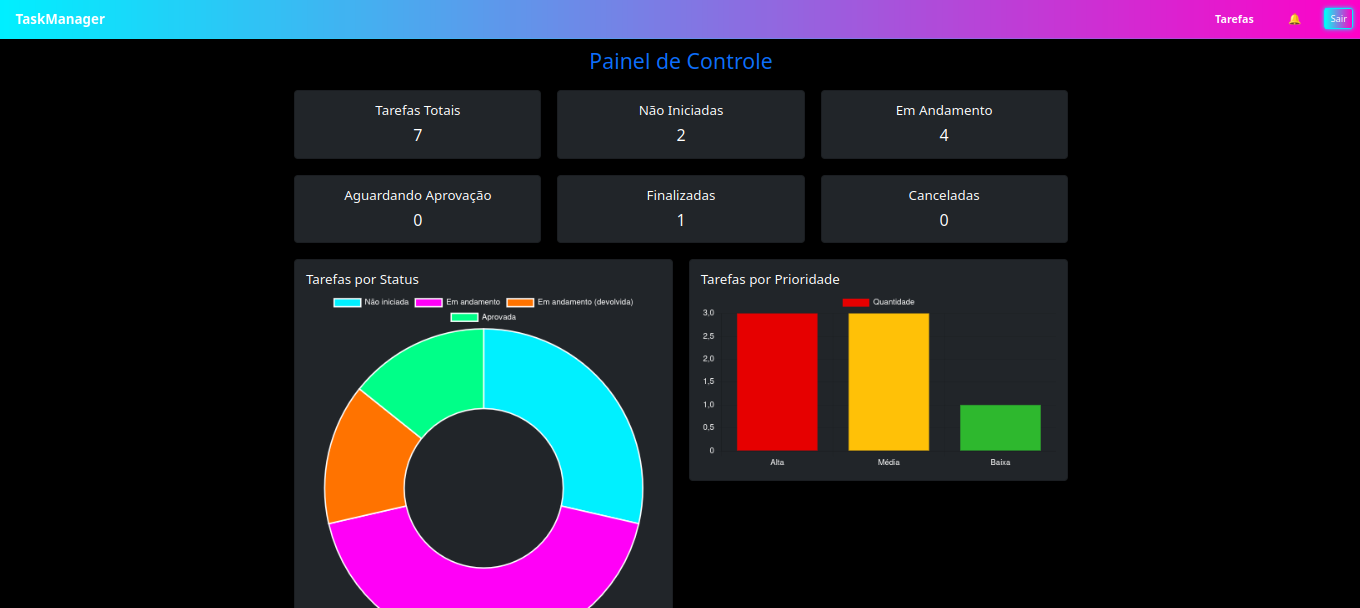 TaskManager Tarefas 🔔 Sair
Painel de Controle
Tarefas Totais
7
Não Iniciadas
2
Em Andamento
4
Aguardando Aprovação
0
Finalizadas
1
Canceladas
0
Tarefas por Status
Não iniciada Em andamento Em andamento (devolvida)
Aprovada
Tarefas por Prioridade
Quantidade
3,0
2,5
2,0
1,5
1,0
0,5
0
Alta Média Baixa